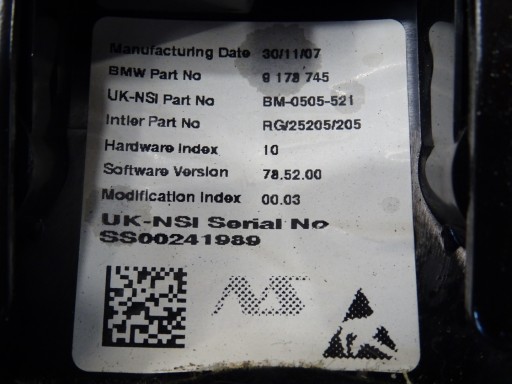 Manufacturing Date 30/11/07
BMW Part No 9 178 745
UK-NSI Part No BM-0505-521
Intier Part No RG/25205/205
Hardware Index 10
Software Version 78.52.00
Modification Index 00.03
UK-NSI Serial No
SS00241989
NS